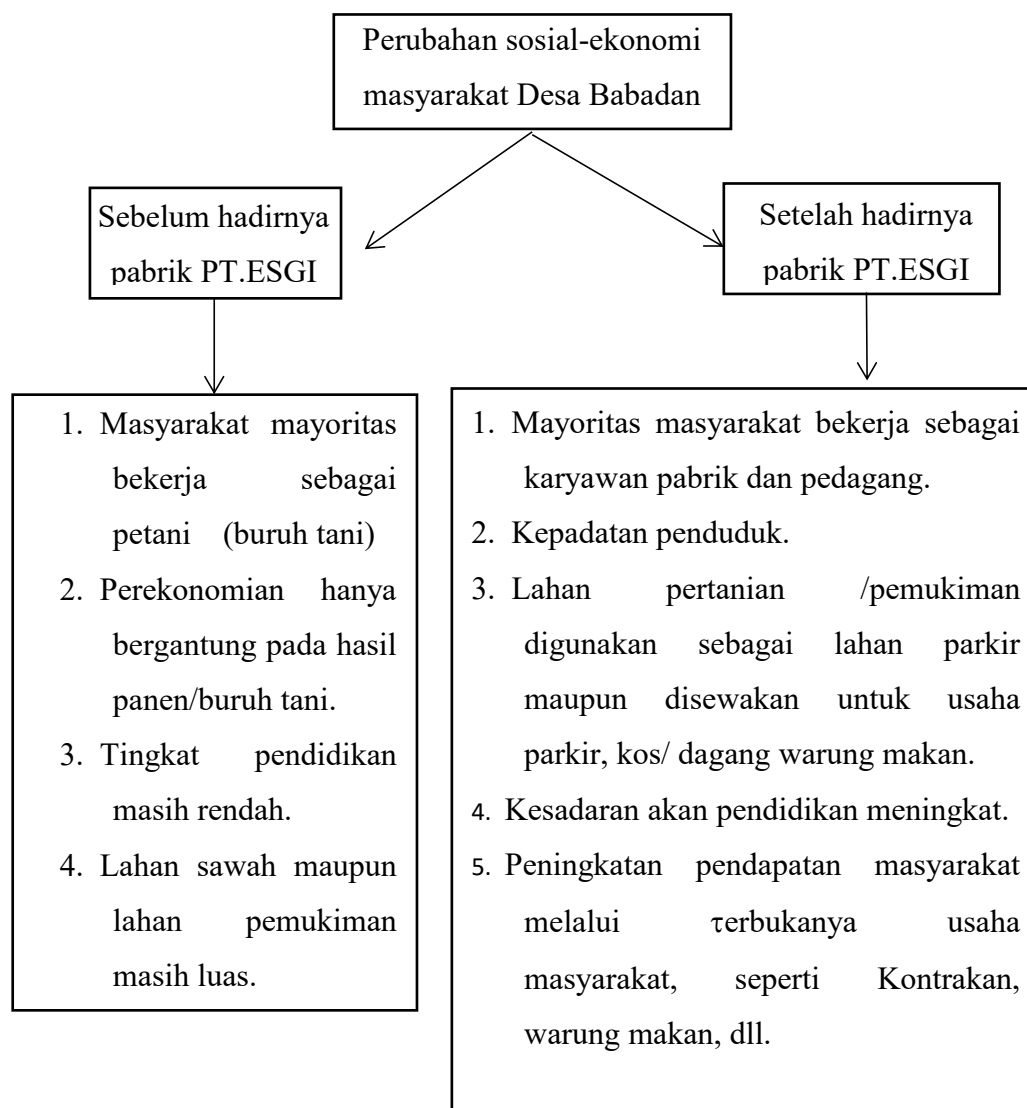 Perubahan sosial-ekonomi
masyarakat Desa Babadan
Sebelum hadirnya
pabrik PT.ESGI
Setelah hadirnya
pabrik PT.ESGI
1. Masyarakat mayoritas
bekerja sebagai
petani (buruh tani)
2. Perekonomian hanya
bergantung pada hasil
panen/buruh tani.
3. Tingkat pendidikan
masih rendah.
4. Lahan sawah maupun
lahan pemukiman
masih luas.
1. Mayoritas masyarakat bekerja sebagai
karyawan pabrik dan pedagang.
2. Kepadatan penduduk.
3. Lahan pertanian /pemukiman
digunakan sebagai lahan parkir
maupun disewakan untuk usaha
parkir, kos/ dagang warung makan.
4. Kesadaran akan pendidikan meningkat.
5. Peningkatan pendapatan masyarakat
melalui τerbukanya usaha
masyarakat, seperti Kontrakan,
warung makan, dll.